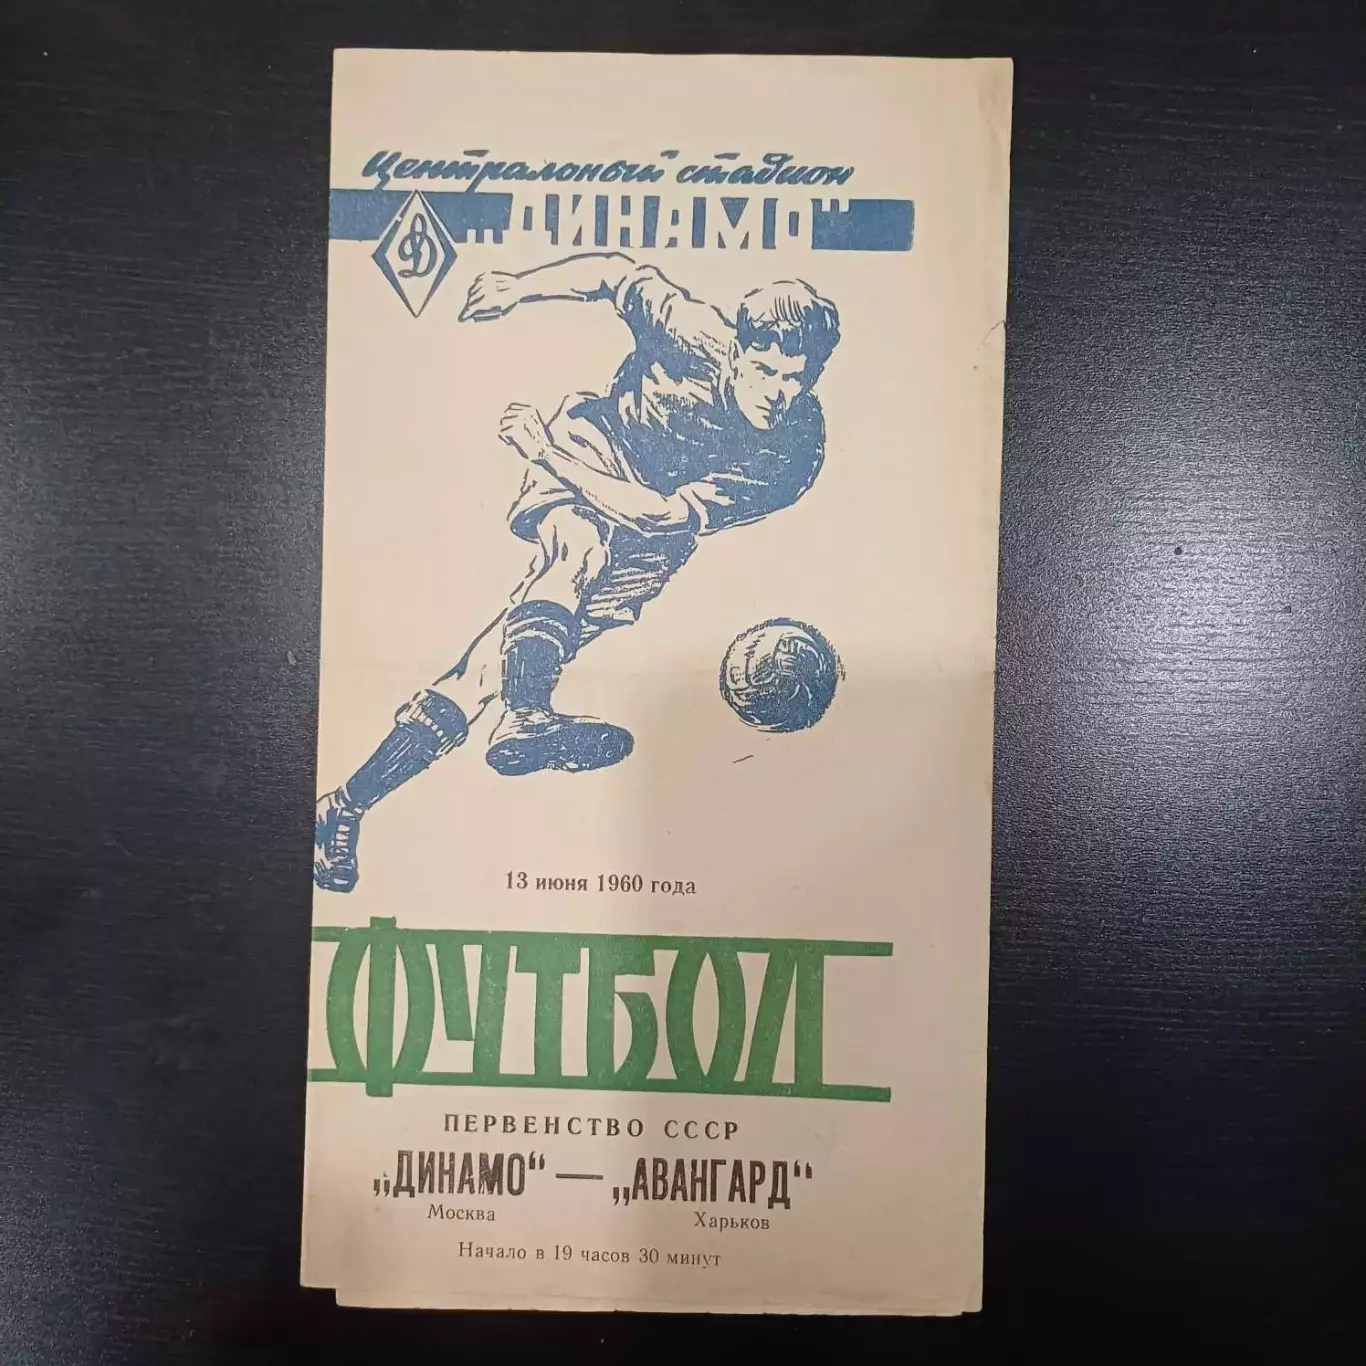 Центральный стадион
„ДИНАМО"
Д
13 июня 1960 года
ФУТБОЛ
ПЕРВЕНСТВО СССР
„ДИНАМО" — „АВАНГАРД"
Москва Харьков
Начало в 19 часов 30 минут